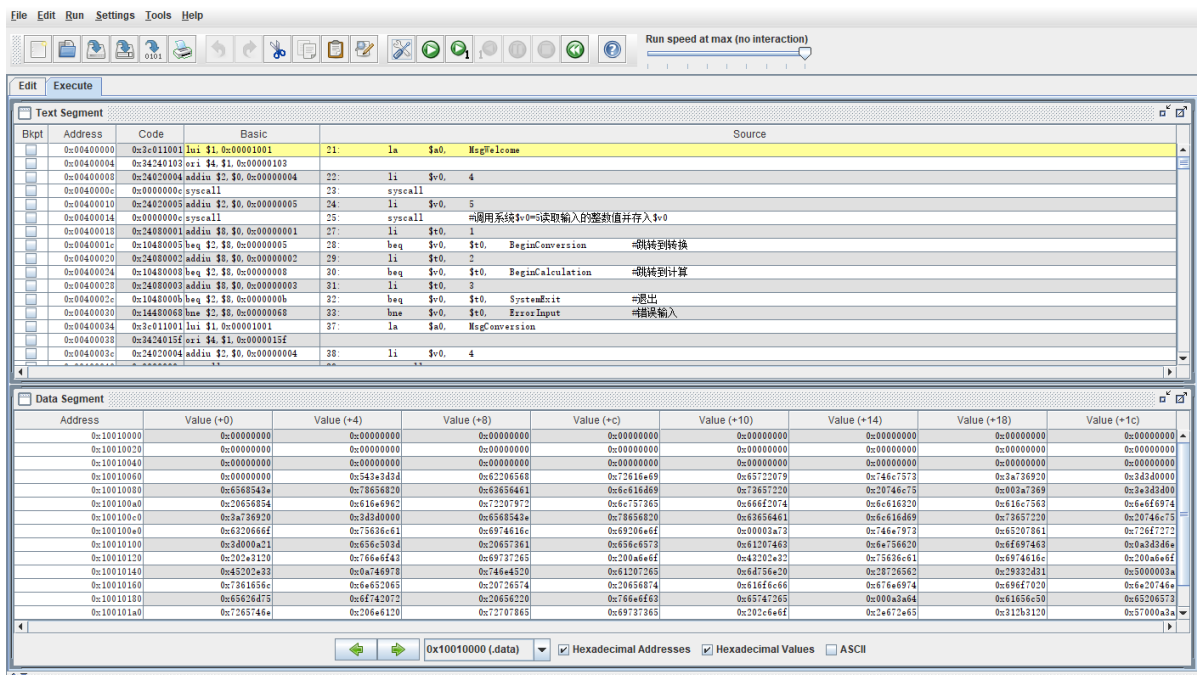 File Edit Run Settings Tools Help
Run speed at max (no interaction)
Edit Execute
Text Segment
Bkpt Address Code Basic Source
0x00400000 0x3c011001 lui $1,0x00001001 21: la $a0, MsgWelcome
0x00400004 0x34240103 ori $4,$1,0x00000103
0x00400008 0x24020004 addiu $2,$0,0x00000004 22: li $v0, 4
0x0040000c 0x0000000c syscall 23: syscall
0x00400010 0x24020005 addiu $2,$0,0x00000005 24: li $v0, 5
0x00400014 0x0000000c syscall 25: syscall #调用系统$v0=5读取输入的整数值并存入$v0
0x00400018 0x24080001 addiu $8,$0,0x00000001 27: li $t0, 1
0x0040001c 0x10480005 beq $2,$8,0x00000005 28: beq $v0, $t0, BeginConversion #跳转到转换
0x00400020 0x24080002 addiu $8,$0,0x00000002 29: li $t0, 2
0x00400024 0x10480008 beq $2,$8,0x00000008 30: beq $v0, $t0, BeginCalculation #跳转到计算
0x00400028 0x24080003 addiu $8,$0,0x00000003 31: li $t0, 3
0x0040002c 0x1048000b beq $2,$8,0x0000000b 32: beq $v0, $t0, SystemExit #退出
0x00400030 0x14480068 bne $2,$8,0x00000068 33: bne $v0, $t0, ErrorInput #错误输入
0x00400034 0x3c011001 lui $1,0x00001001 37: la $a0, MsgConversion
0x00400038 0x3424015f ori $4,$1,0x0000015f
0x0040003c 0x24020004 addiu $2,$0,0x00000004 38: li $v0, 4
Data Segment
Address Value (+0) Value (+4) Value (+8) Value (+c) Value (+10) Value (+14) Value (+18) Value (+1c)
0x10010000 0x00000000 0x00000000 0x00000000 0x00000000 0x00000000 0x00000000 0x00000000 0x00000000
0x10010020 0x00000000 0x00000000 0x00000000 0x00000000 0x00000000 0x00000000 0x00000000 0x00000000
0x10010040 0x00000000 0x00000000 0x00000000 0x00000000 0x00000000 0x00000000 0x00000000 0x00000000
0x10010060 0x00000000 0x543e3d3d 0x62206568 0x72616e69 0x65722079 0x746c7573 0x3a736920 0x3d3d0000
0x10010080 0x6568543e 0x78656820 0x63656461 0x6c616d69 0x73657220 0x20746c75 0x003a7369 0x3e3d3d00
0x100100a0 0x20656854 0x616e6962 0x72207972 0x6c757365 0x666f2074 0x6c616320 0x616c7563 0x6e6f6974
0x100100c0 0x3a736920 0x3d3d0000 0x6568543e 0x78656820 0x63656461 0x6c616d69 0x73657220 0x20746c75
0x100100e0 0x6320666f 0x75636c61 0x6974616c 0x69206e6f 0x00003a73 0x746e7973 0x65207861 0x726f7272
0x10010100 0x3d000a21 0x656c503d 0x20657361 0x656c6573 0x61207463 0x6e756620 0x6f697463 0x0a3d3d6e
0x10010120 0x202e3120 0x766e6f43 0x69737265 0x200a6e6f 0x43202e32 0x75636c61 0x6974616c 0x200a6e6f
0x10010140 0x45202e33 0x0a746978 0x746e4520 0x61207265 0x6d756e20 0x28726562 0x29332d31 0x5000003a
0x10010160 0x7361656c 0x6e652065 0x20726574 0x20656874 0x616f6c66 0x676e6974 0x696f7020 0x6e20746e
0x10010180 0x65626d75 0x6f742072 0x20656220 0x766e6f63 0x65747265 0x000a3a64 0x61656c50 0x65206573
0x100101a0 0x7265746e 0x206e6120 0x72707865 0x69737365 0x202c6e6f 0x2e672e65 0x312b3120 0x57000a3a
0x10010000 (.data) Hexadecimal Addresses Hexadecimal Values ASCII